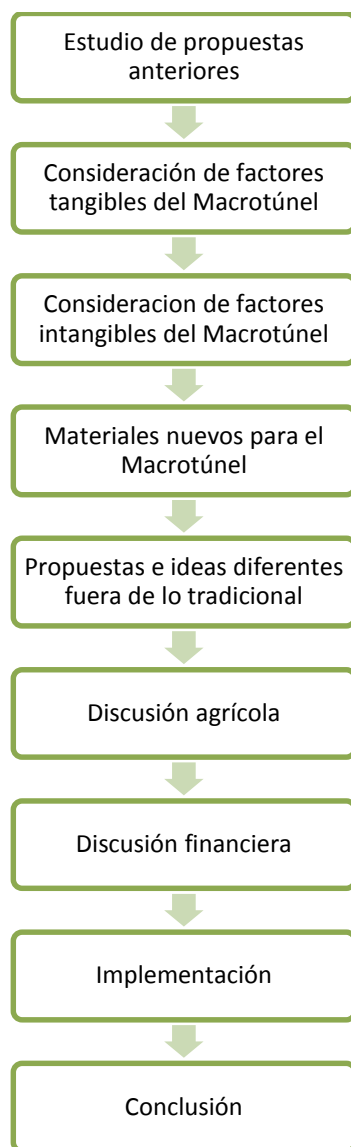 Estudio de propuestas
anteriores
Consideración de factores
tangibles del Macrotúnel
Consideracion de factores
intangibles del Macrotúnel
Materiales nuevos para el
Macrotúnel
Propuestas e ideas diferentes
fuera de lo tradicional
Discusión agrícola
Discusión financiera
Implementación
Conclusión